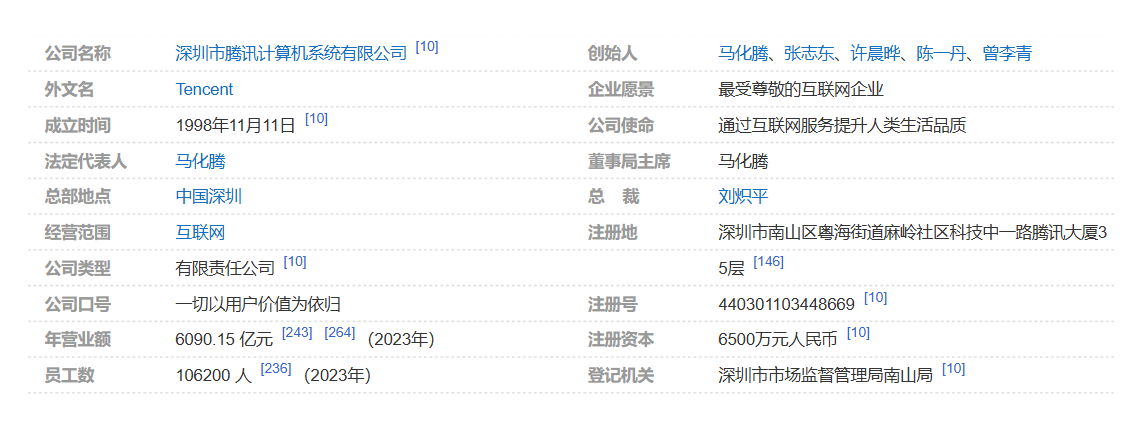 公司名称 深圳市腾讯计算机系统有限公司 [10]
外文名 Tencent
成立时间 1998年11月11日 [10]
法定代表人 马化腾
总部地点 中国深圳
经营范围 互联网
公司类型 有限责任公司 [10]
公司口号 一切以用户价值为依归
年营业额 6090.15 亿元 [243] [264] (2023年)
员工数 106200 人 [236] (2023年)
创始人 马化腾、张志东、许晨晔、陈一丹、曾李青
企业愿景 最受尊敬的互联网企业
公司使命 通过互联网服务提升人类生活品质
董事局主席 马化腾
总 裁 刘炽平
注册地 深圳市南山区粤海街道麻岭社区科技中一路腾讯大厦3
5层 [146]
注册号 440301103448669 [10]
注册资本 6500万元人民币 [10]
登记机关 深圳市市场监督管理局南山局 [10]